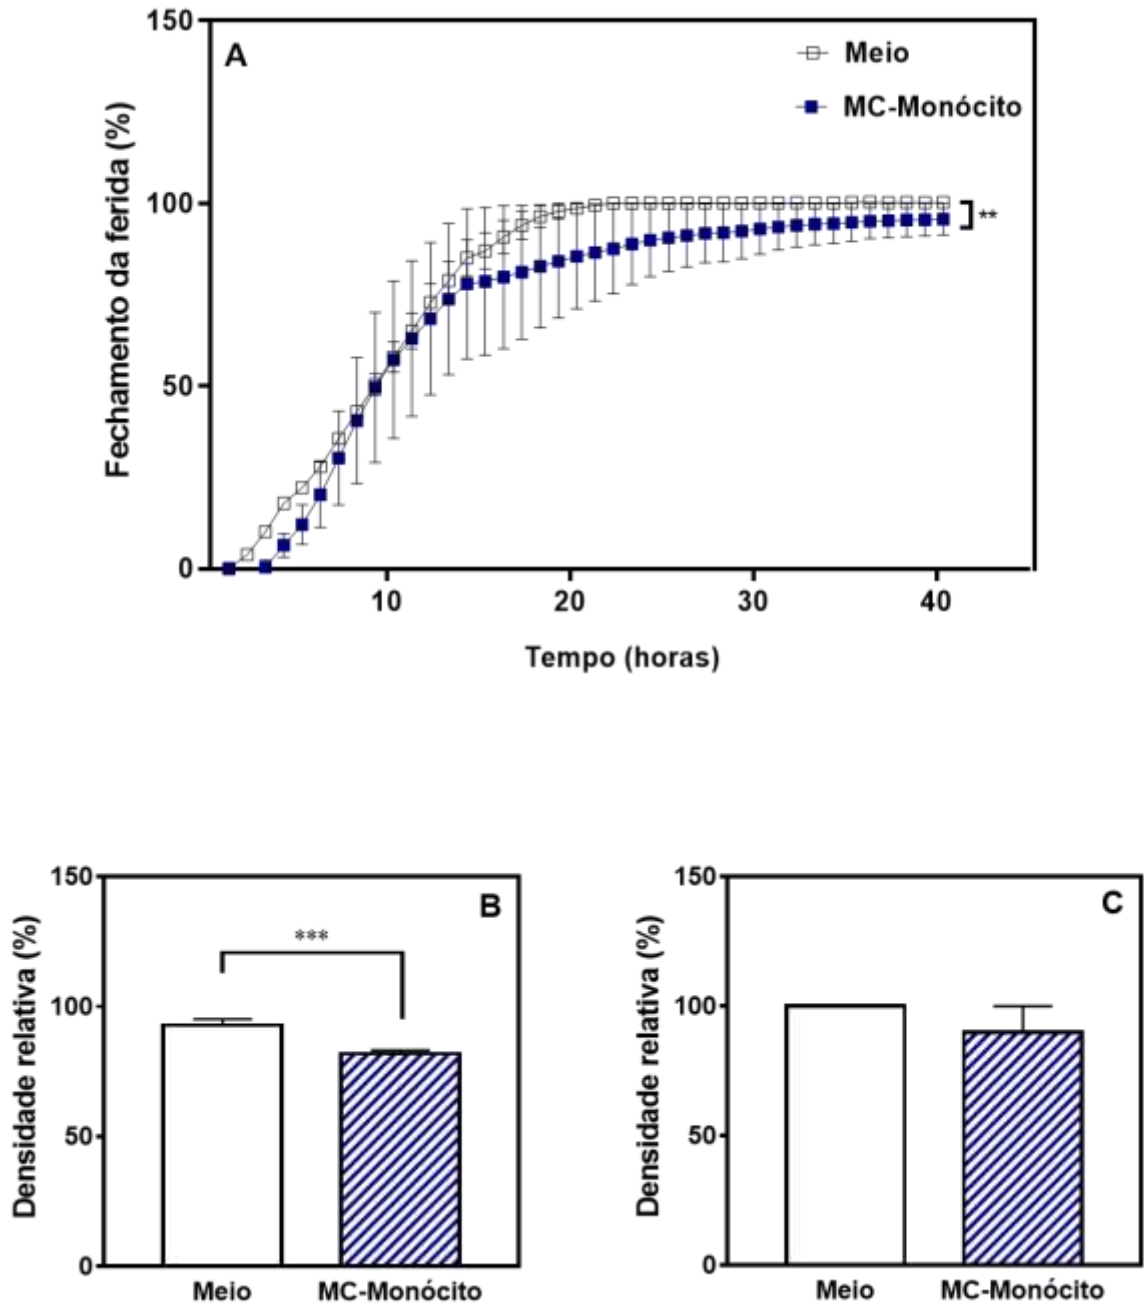 A
Meio
MC-Monócito
Fechamento da ferida (%)
150
100
50
0
**
10
20
30
40
Tempo (horas)
B
Densidade relativa (%)
150
100
50
0
***
Meio
MC-Monócito
C
Densidade relativa (%)
150
100
50
0
Meio
MC-Monócito